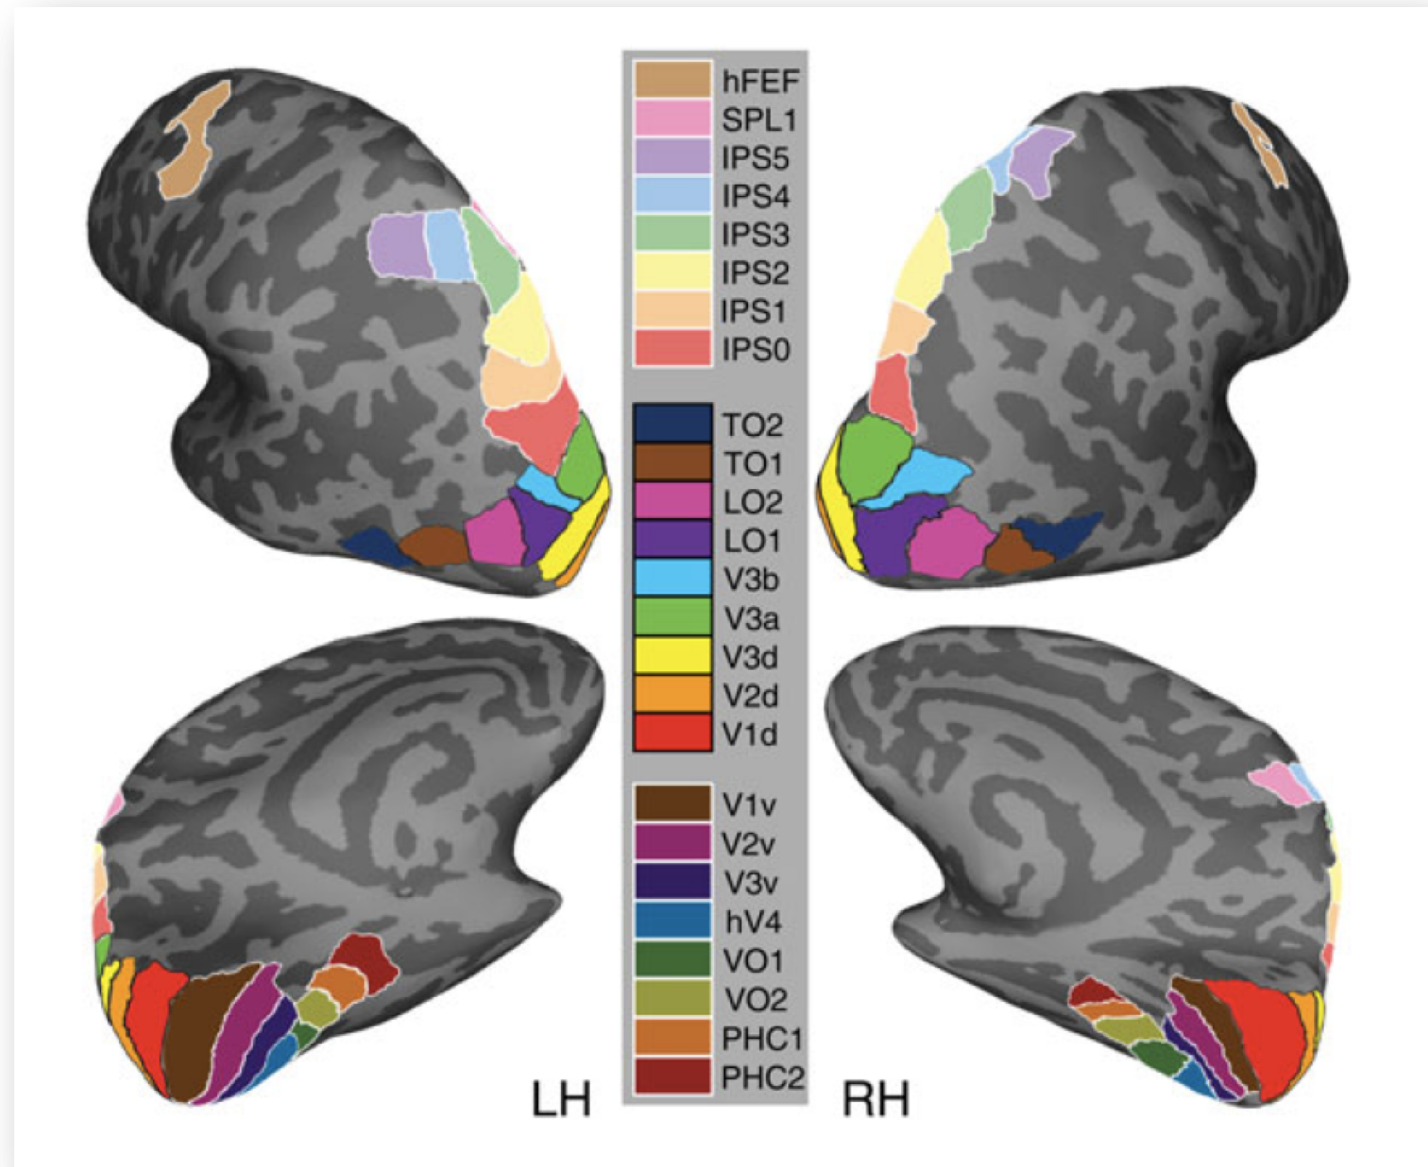 hFEF
SPL1
IPS5
IPS4
IPS3
IPS2
IPS1
IPS0
TO2
TO1
LO2
LO1
V3b
V3a
V3d
V2d
V1d
V1v
V2v
V3v
hV4
VO1
VO2
PHC1
PHC2
LH
RH